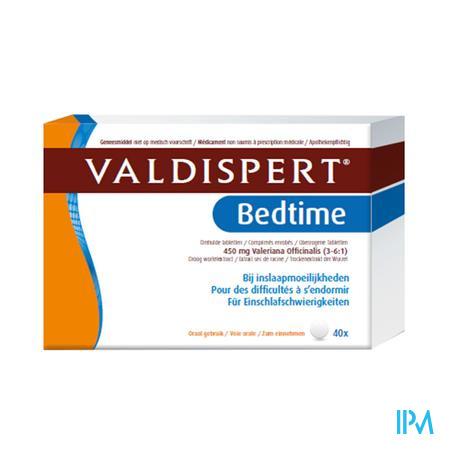 Geneesmiddel niet op medisch voorschrift / Médicament non soumis à prescription médicale / Apothekenpflichtig
VALDISPERT®
Bedtime
Omhulde tabletten / Comprimés enrobés / Überzogene Tabletten
450 mg Valeriana Officinalis (3-6:1)
Droog wortelextract / Extrait sec de racine / Trockenextrakt der Wurzel
Bij inslaapmoeilijkheden
Pour des difficultés à s'endormir
Für Einschlafschwierigkeiten
Oraal gebruik / Voie orale / Zum einnehmen
40x
IPM